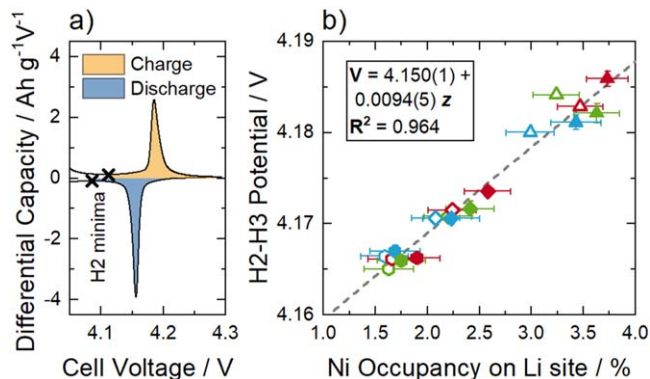 a)
Charge
Discharge
H2 minima
Differential Capacity / Ah g⁻¹V⁻¹
4
2
0
-2
-4
4.1
4.2
4.3
Cell Voltage / V
b)
V = 4.150(1) +
0.0094(5) z
R² = 0.964
H2-H3 Potential / V
4.19
4.18
4.17
4.16
1.0
1.5
2.0
2.5
3.0
3.5
4.0
Ni Occupancy on Li site / %